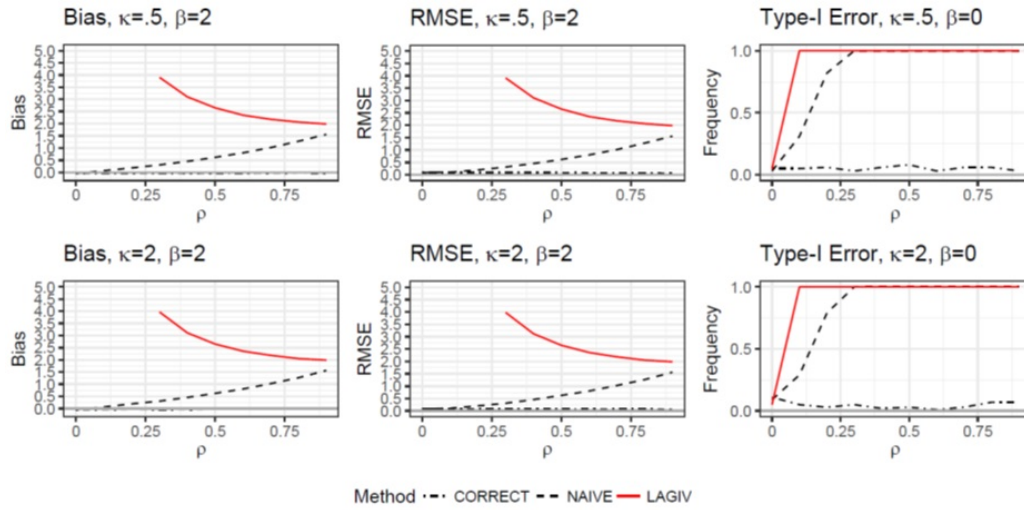 Bias, κ=.5, β=2
RMSE, κ=.5, β=2
Type-I Error, κ=.5, β=0
5.0
4.5
4.0
3.5
3.0
2.5
2.0
1.5
1.0
0.5
0.0
Bias
0 0.25 0.5 0.75
ρ
5.0
4.5
4.0
3.5
3.0
2.5
2.0
1.5
1.0
0.5
0.0
RMSE
0 0.25 0.5 0.75
ρ
1.0
0.5
0.0
Frequency
0 0.25 0.5 0.75
ρ
Bias, κ=2, β=2
RMSE, κ=2, β=2
Type-I Error, κ=2, β=0
5.0
4.5
4.0
3.5
3.0
2.5
2.0
1.5
1.0
0.5
0.0
Bias
0 0.25 0.5 0.75
ρ
5.0
4.5
4.0
3.5
3.0
2.5
2.0
1.5
1.0
0.5
0.0
RMSE
0 0.25 0.5 0.75
ρ
1.0
0.5
0.0
Frequency
0 0.25 0.5 0.75
ρ
Method CORRECT NAIVE LAGIV